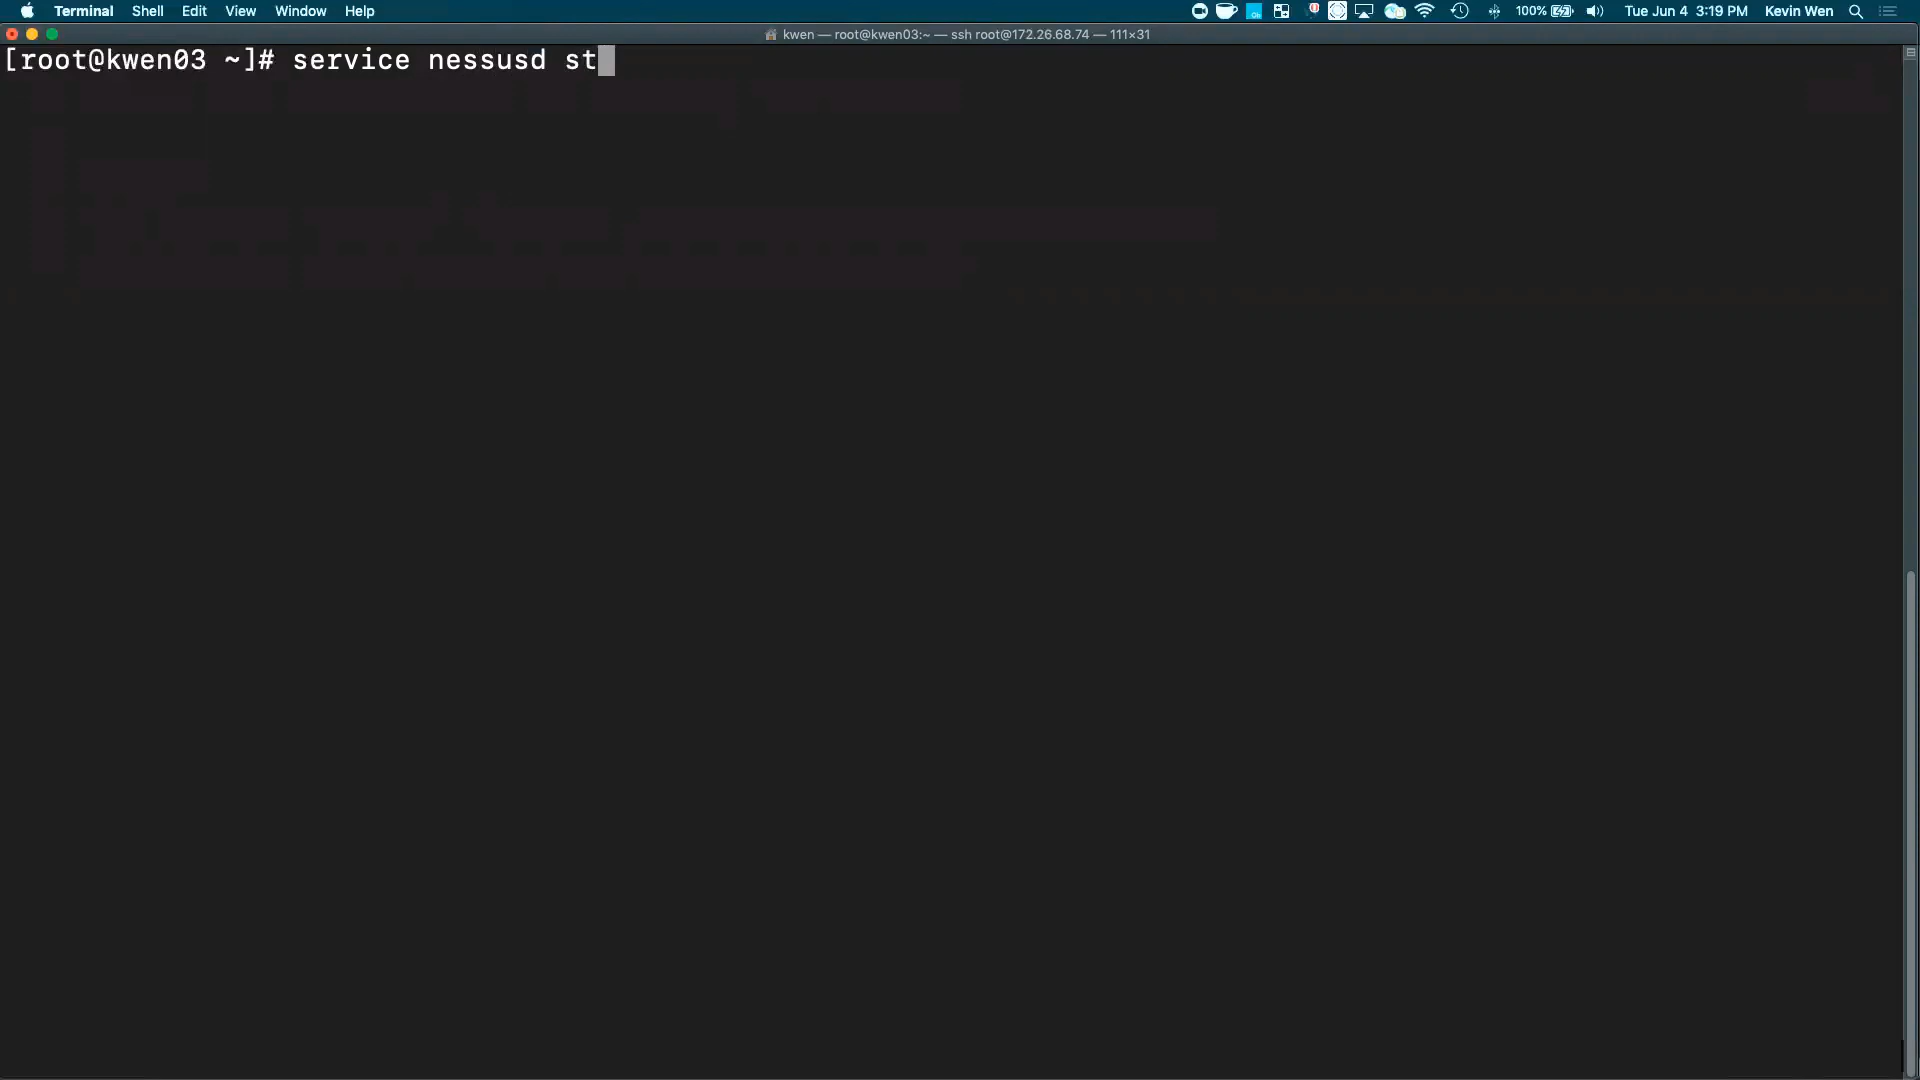 Terminal Shell Edit View Window Help 100% Tue Jun 4 3:19 PM Kevin Wen
kwen — root@kwen03:~ — ssh root@172.26.68.74 — 111×31
[root@kwen03 ~]# service nessusd st